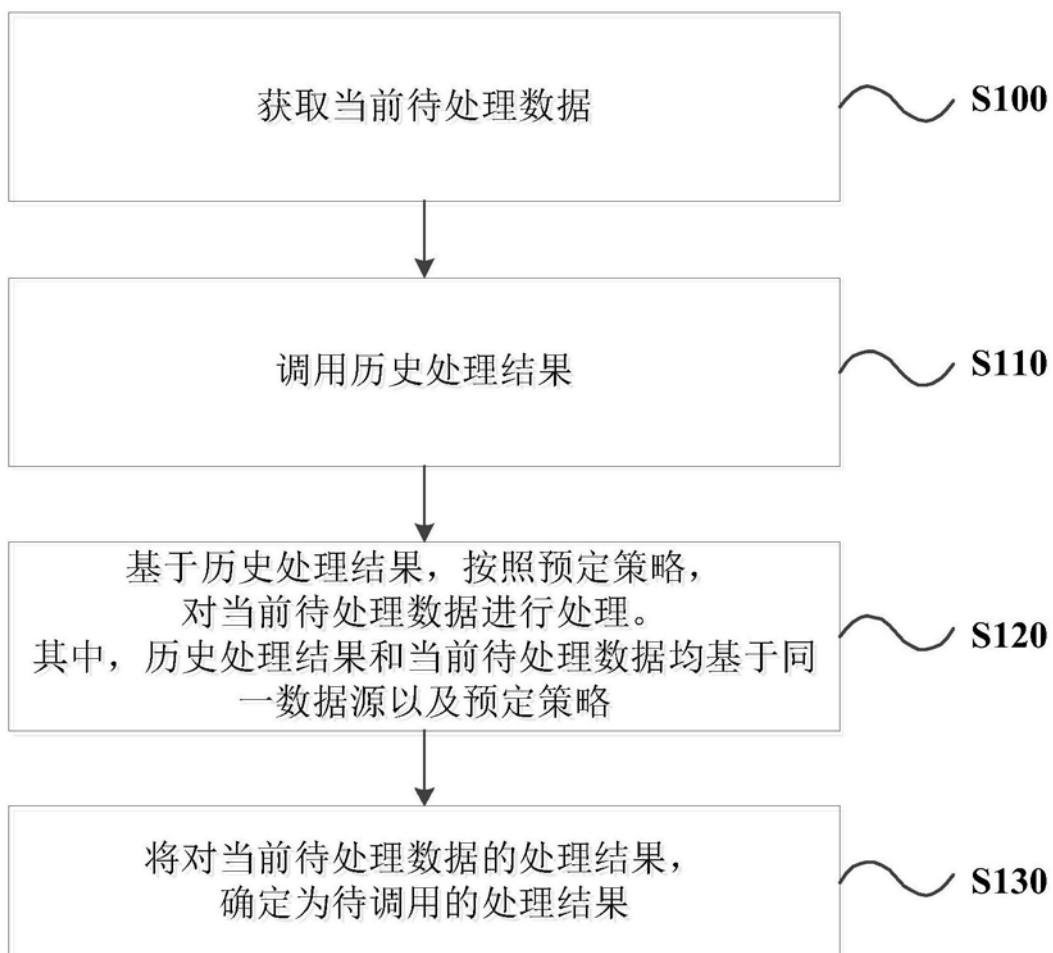 获取当前待处理数据
S100
调用历史处理结果
S110
基于历史处理结果，按照预定策略，
对当前待处理数据进行处理。
其中，历史处理结果和当前待处理数据均基于同
一数据源以及预定策略
S120
将对当前待处理数据的处理结果，
确定为待调用的处理结果
S130